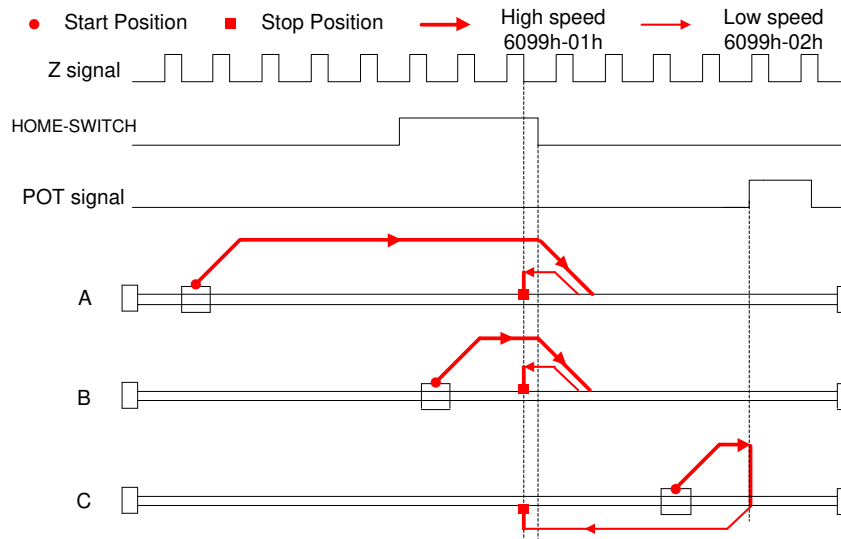 Start Position Stop Position High speed Low speed
6099h-01h 6099h-02h
Z signal
HOME-SWITCH
POT signal
A
B
C